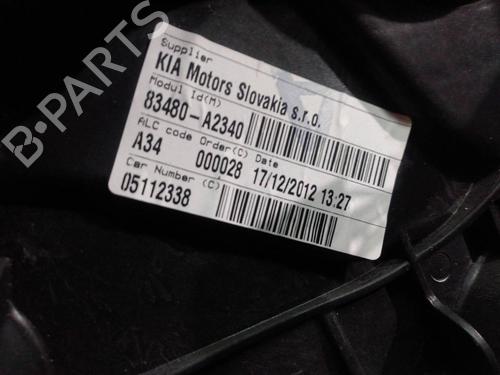 Supplier
KIA Motors Slovakia s.r.o.
Modul Id(M)
83480-A2340
ALC code Order(C) Date
A34 000028 17/12/2012 13:27
Car Number (C)
05112338
B-PARTS